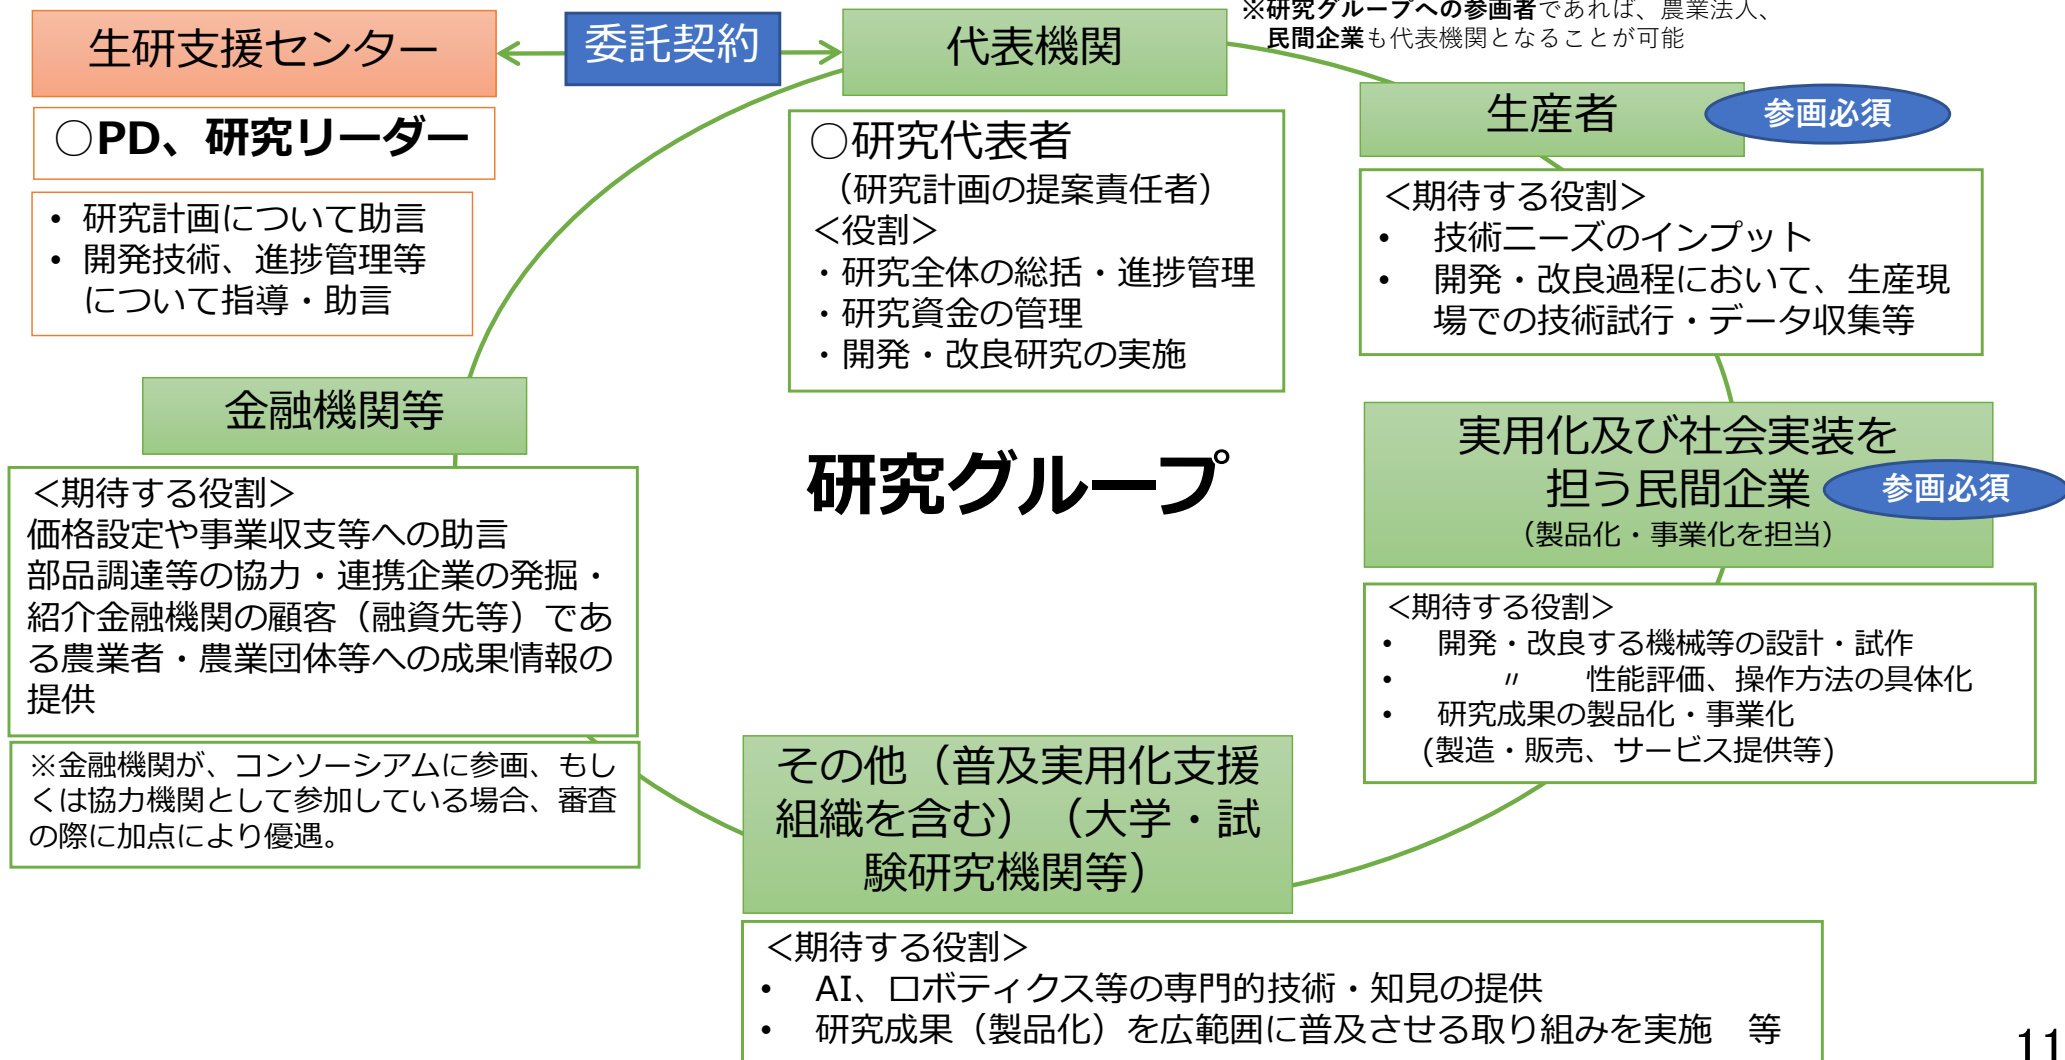 生研支援センター
委託契約
代表機関
※研究グループへの参画者であれば、農業法人、
民間企業も代表機関となることが可能
○PD、研究リーダー
• 研究計画について助言
• 開発技術、進捗管理等
について指導・助言
○研究代表者
（研究計画の提案責任者）
＜役割＞
・研究全体の総括・進捗管理
・研究資金の管理
・開発・改良研究の実施
生産者
参画必須
＜期待する役割＞
• 技術ニーズのインプット
• 開発・改良過程において、生産現
場での技術試行・データ収集等
金融機関等
＜期待する役割＞
価格設定や事業収支等への助言
部品調達等の協力・連携企業の発掘・
紹介金融機関の顧客（融資先等）であ
る農業者・農業団体等への成果情報の
提供
※金融機関が、コンソーシアムに参画、もし
くは協力機関として参加している場合、審査
の際に加点により優遇。
研究グループ
実用化及び社会実装を
担う民間企業
参画必須
（製品化・事業化を担当）
＜期待する役割＞
• 開発・改良する機械等の設計・試作
• 〃 性能評価、操作方法の具体化
• 研究成果の製品化・事業化
(製造・販売、サービス提供等)
その他（普及実用化支援
組織を含む）（大学・試
験研究機関等）
＜期待する役割＞
• AI、ロボティクス等の専門的技術・知見の提供
• 研究成果（製品化）を広範囲に普及させる取り組みを実施　等
11